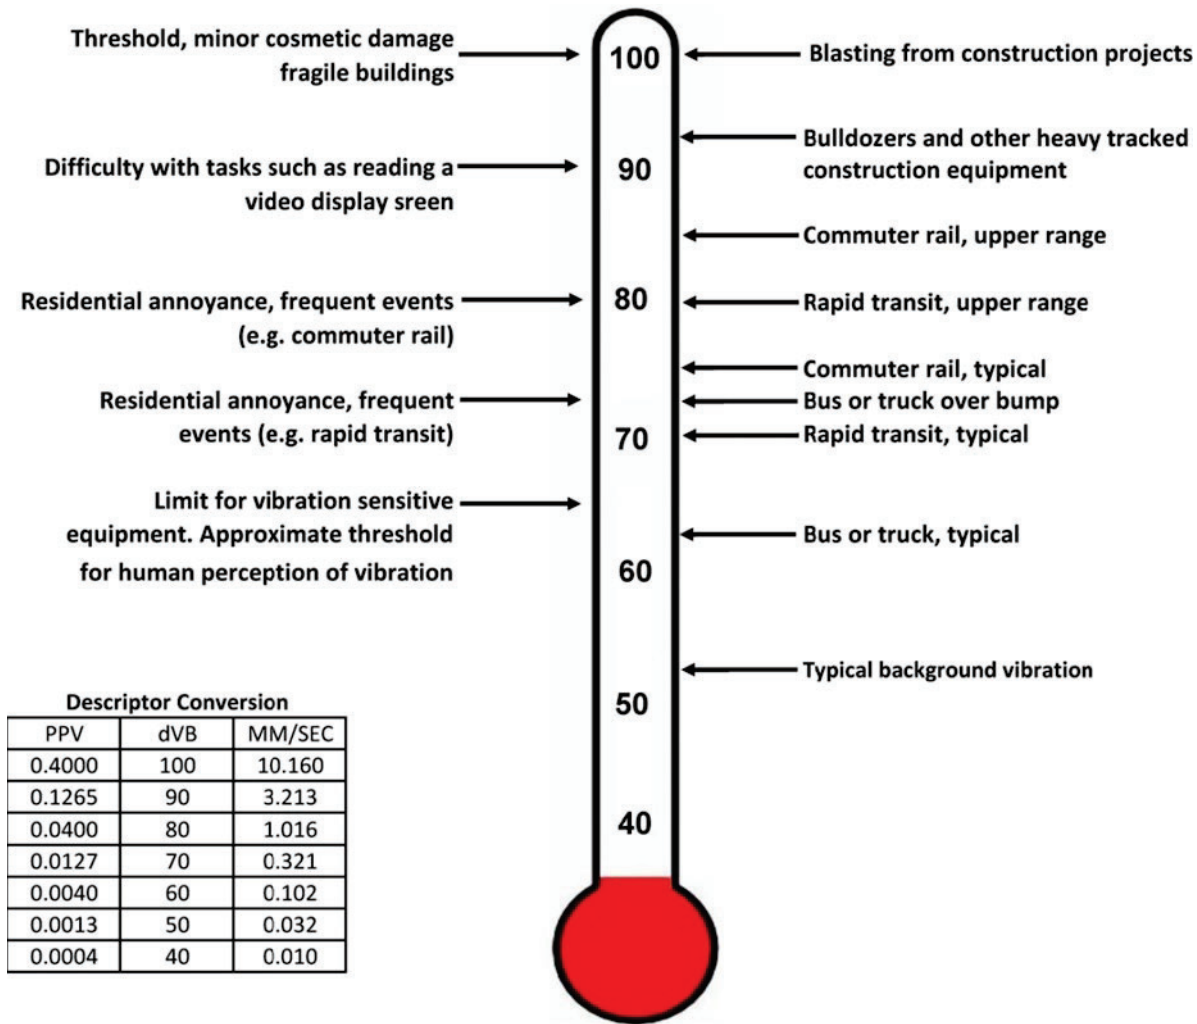 Threshold, minor cosmetic damage
fragile buildings
Difficulty with tasks such as reading a
video display sreen
Residential annoyance, frequent events
(e.g. commuter rail)
Residential annoyance, frequent
events (e.g. rapid transit)
Limit for vibration sensitive
equipment. Approximate threshold
for human perception of vibration
100
90
80
70
60
50
40
Blasting from construction projects
Bulldozers and other heavy tracked
construction equipment
Commuter rail, upper range
Rapid transit, upper range
Commuter rail, typical
Bus or truck over bump
Rapid transit, typical
Bus or truck, typical
Typical background vibration
Descriptor Conversion
PPV dVB MM/SEC
0.4000 100 10.160
0.1265 90 3.213
0.0400 80 1.016
0.0127 70 0.321
0.0040 60 0.102
0.0013 50 0.032
0.0004 40 0.010